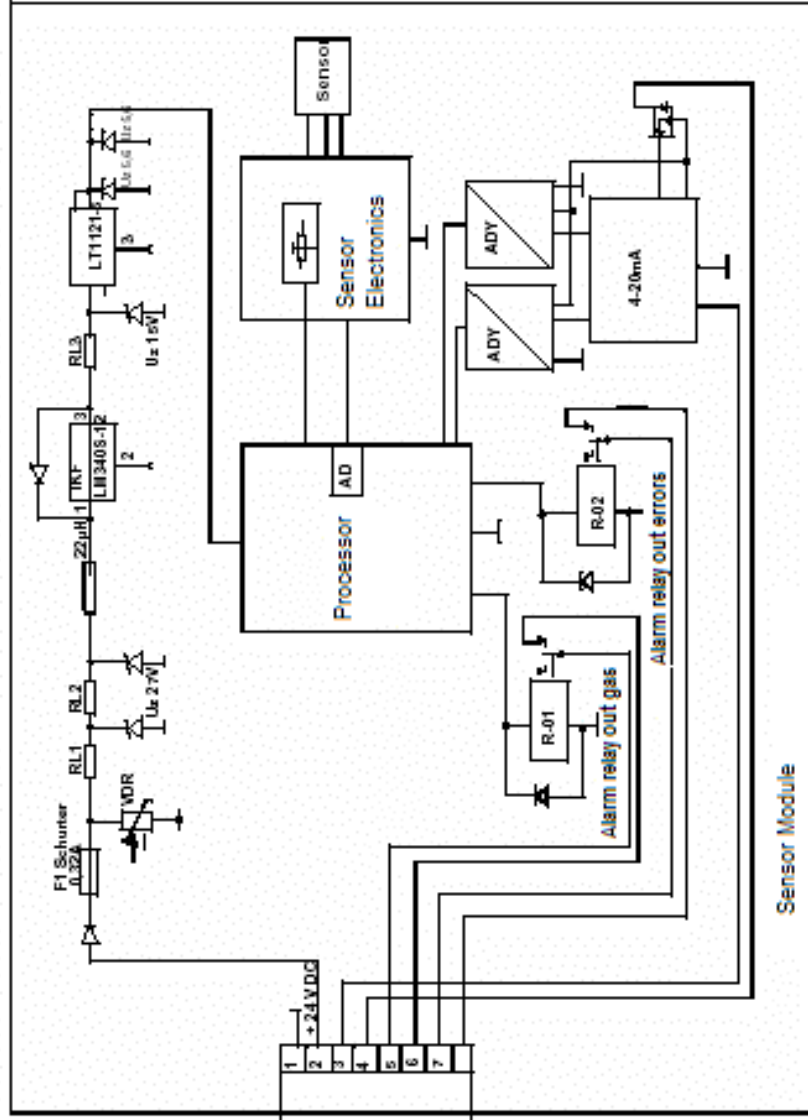 Sensor
Uz 5,6
Uz 5,6
LT1121-5
3
Uz 15V
RL3
3
TKF
LM340S-12
1
2
22µH
Uz 27V
RL2
RL1
VDR
F1 Schurter
0,32A
Sensor
Electronics
ADY
ADY
4-20mA
AD
Processor
R-02
Alarm relay out errors
R-01
Alarm relay out gas
+24VDC
1
2
3
4
5
6
7
Sensor Module